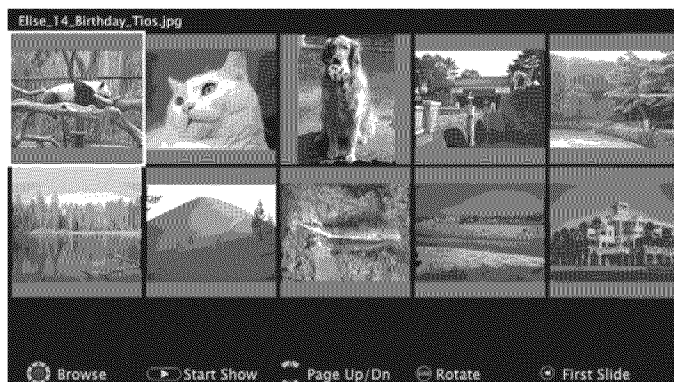 Elise_14_Birthday_Tios.jpg
Browse Start Show Page Up/Dn Rotate First Slide